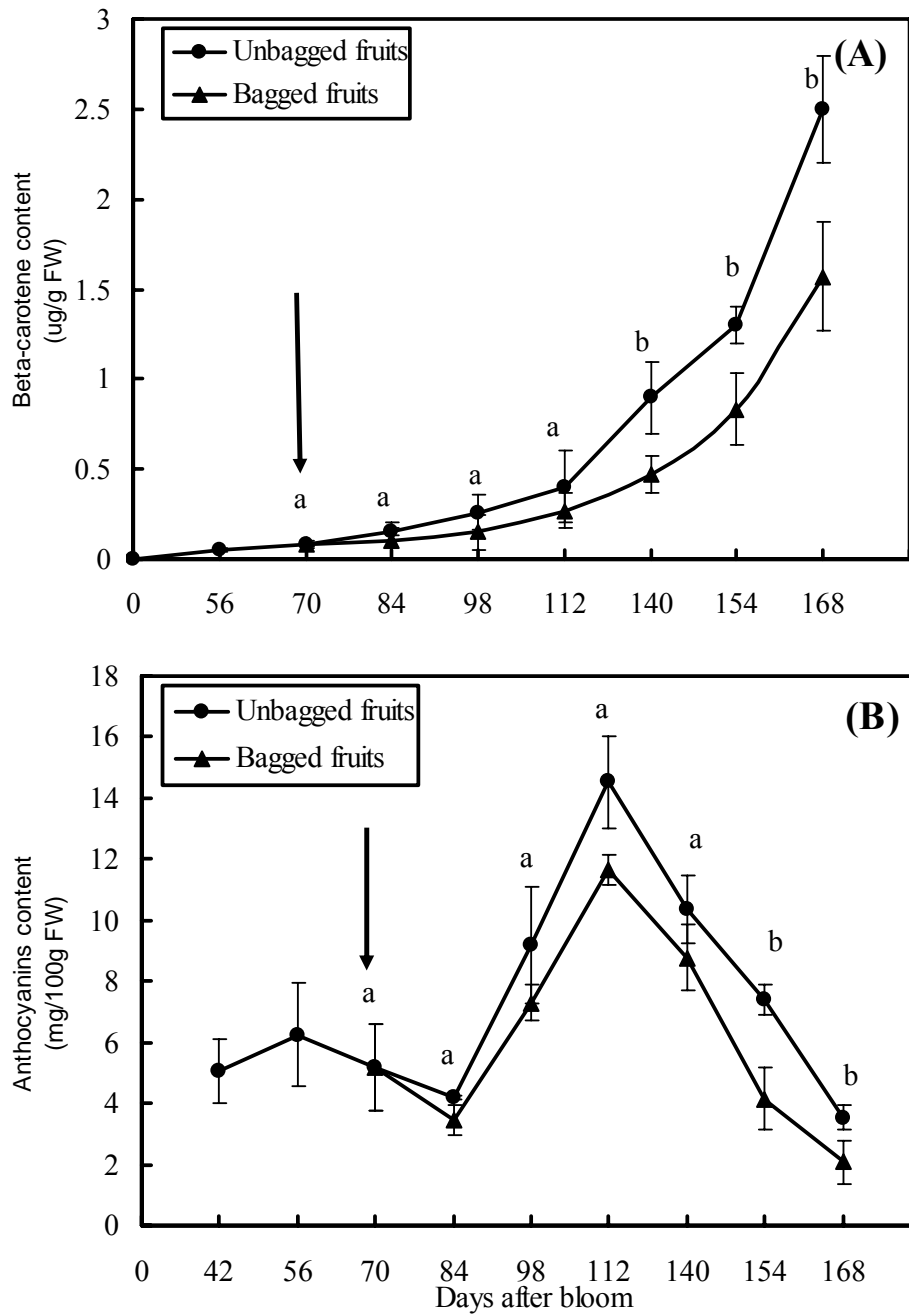 3
Unbagged fruits
Bagged fruits
(A)
b
2.5
2
b
1.5
b
1
a
0.5
a
a
a
0
Beta-carotene content
(ug/g FW)
0 56 70 84 98 112 140 154 168
18
Unbagged fruits
Bagged fruits
(B)
a
16
14
a
a
12
10
b
8
a
6
a
b
4
2
0
Anthocyanins content
(mg/100g FW)
0 42 56 70 84 98 112 140 154 168
Days after bloom